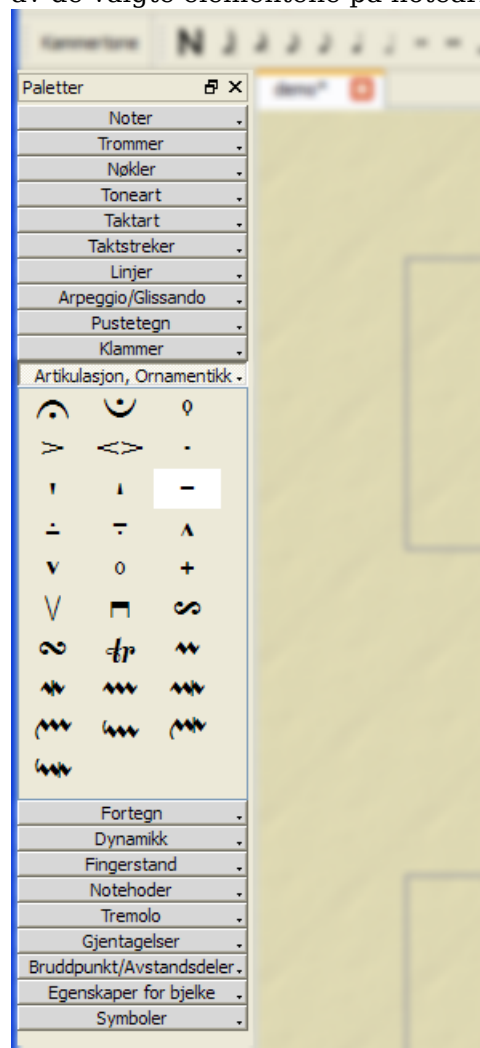 Kammertone N
Paletter
demo*
Noter
Trommer
Nøkler
Toneart
Taktart
Taktstreker
Linjer
Arpeggio/Glissando
Pustetegn
Klammer
Artikulasjon, Ornamentikk
tr
Fortegn
Dynamikk
Fingerstand
Notehoder
Tremolo
Gjentagelser
Bruddpunkt/Avstandsdeler
Egenskaper for bjelke
Symboler